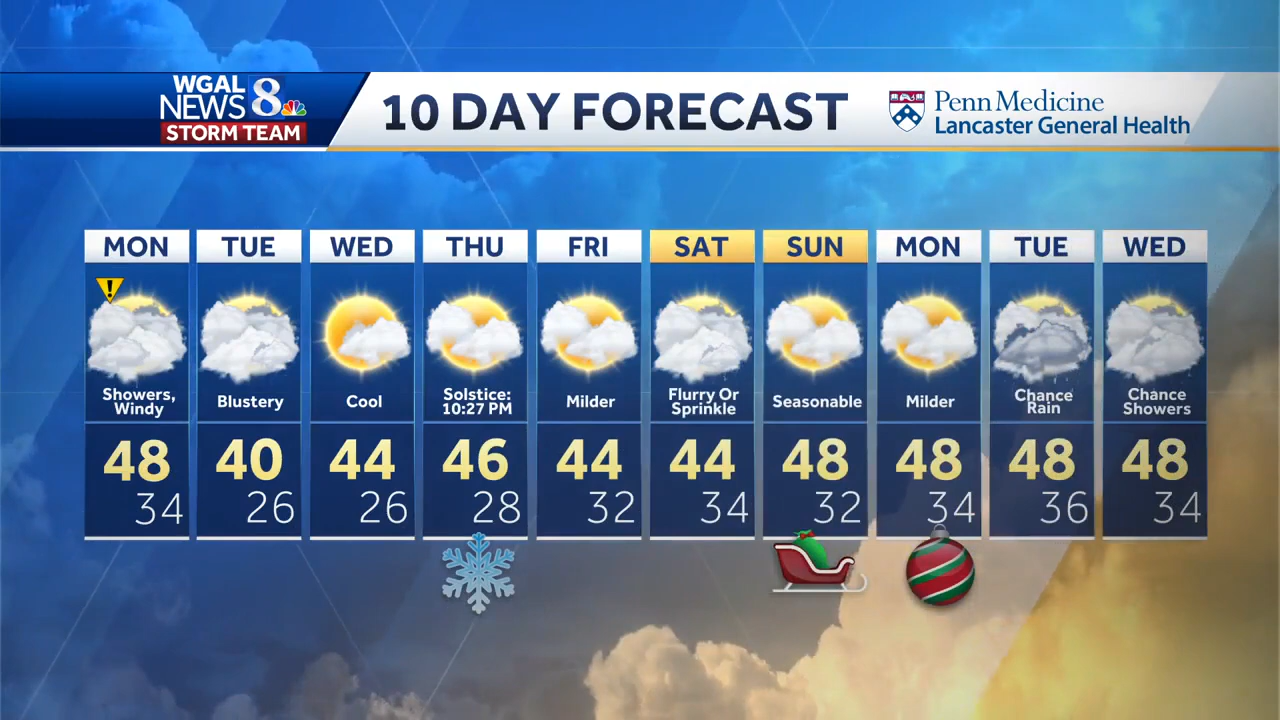 WGAL
NEWS 8
STORM TEAM
10 DAY FORECAST
Penn Medicine
Lancaster General Health
MON
TUE
WED
THU
FRI
SAT
SUN
MON
TUE
WED
!
Showers,
Windy
Blustery
Cool
Solstice:
10:27 PM
Milder
Flurry Or
Sprinkle
Seasonable
Milder
Chance
Rain
Chance
Showers
48
34
40
26
44
26
46
28
44
32
44
34
48
32
48
34
48
36
48
34